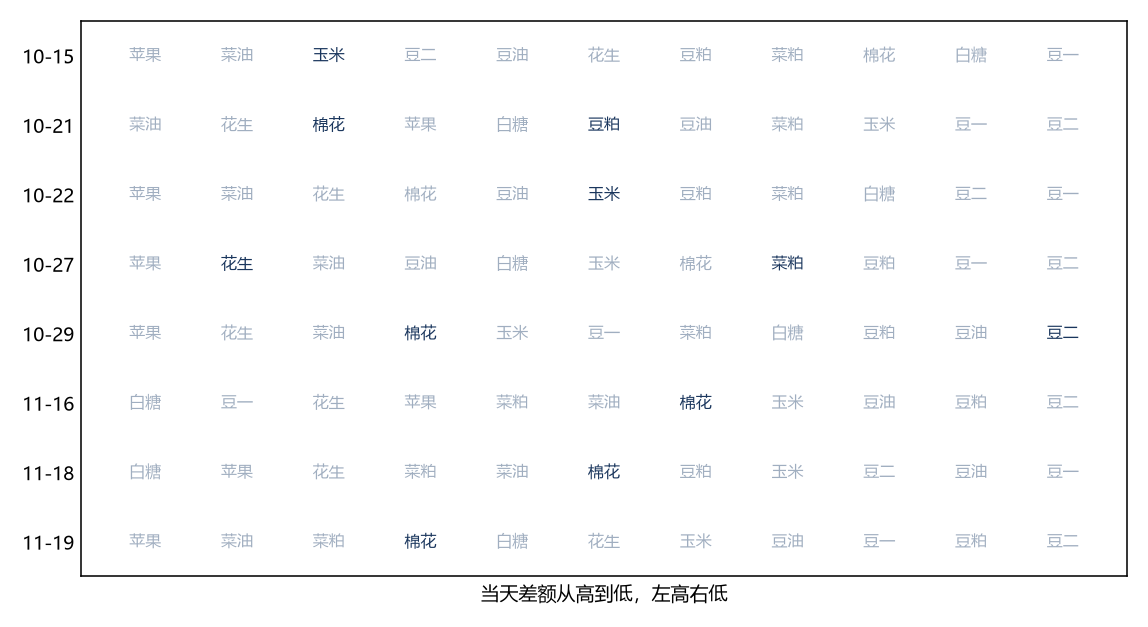 10-15 苹果 菜油 玉米 豆二 豆油 花生 豆粕 菜粕 棉花 白糖 豆一
10-21 菜油 花生 棉花 苹果 白糖 豆粕 豆油 菜粕 玉米 豆一 豆二
10-22 苹果 菜油 花生 棉花 豆油 玉米 豆粕 菜粕 白糖 豆二 豆一
10-27 苹果 花生 菜油 豆油 白糖 玉米 棉花 菜粕 豆粕 豆一 豆二
10-29 苹果 花生 菜油 棉花 玉米 豆一 菜粕 白糖 豆粕 豆油 豆二
11-16 白糖 豆一 花生 苹果 菜粕 菜油 棉花 玉米 豆油 豆粕 豆二
11-18 白糖 苹果 花生 菜粕 菜油 棉花 豆粕 玉米 豆二 豆油 豆一
11-19 苹果 菜油 菜粕 棉花 白糖 花生 玉米 豆油 豆一 豆粕 豆二
当天差额从高到低，左高右低